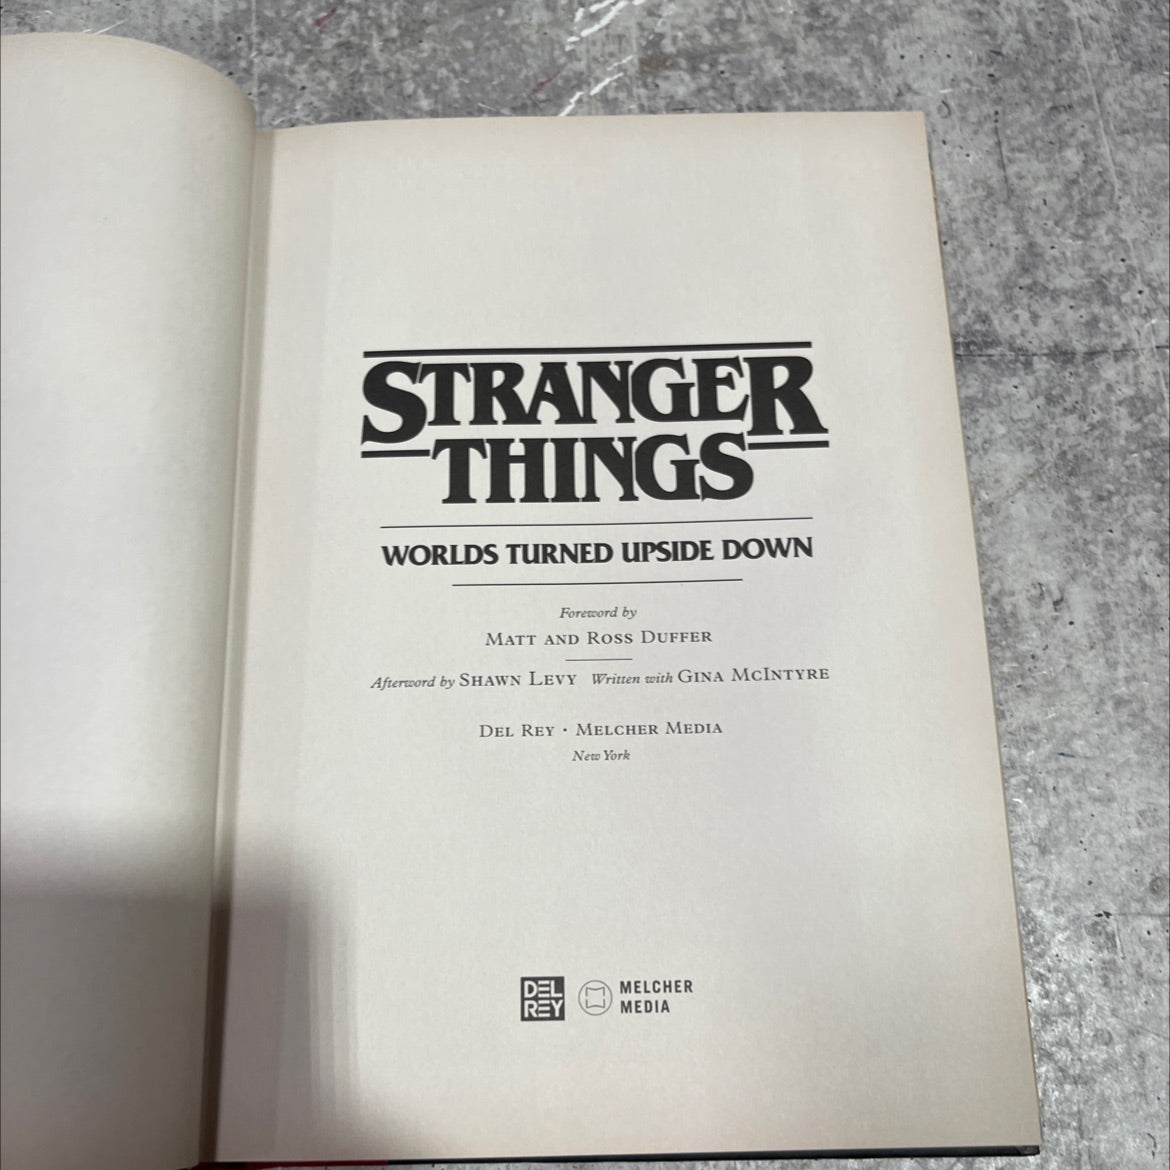 STRANGER
THINGS
WORLDS TURNED UPSIDE DOWN
Foreword by
MATT AND ROSS DUFFER
Afterword by SHAWN LEVY Written with GINA MCINTYRE
DEL REY · MELCHER MEDIA
New York
DEL
REY
MELCHER
MEDIA